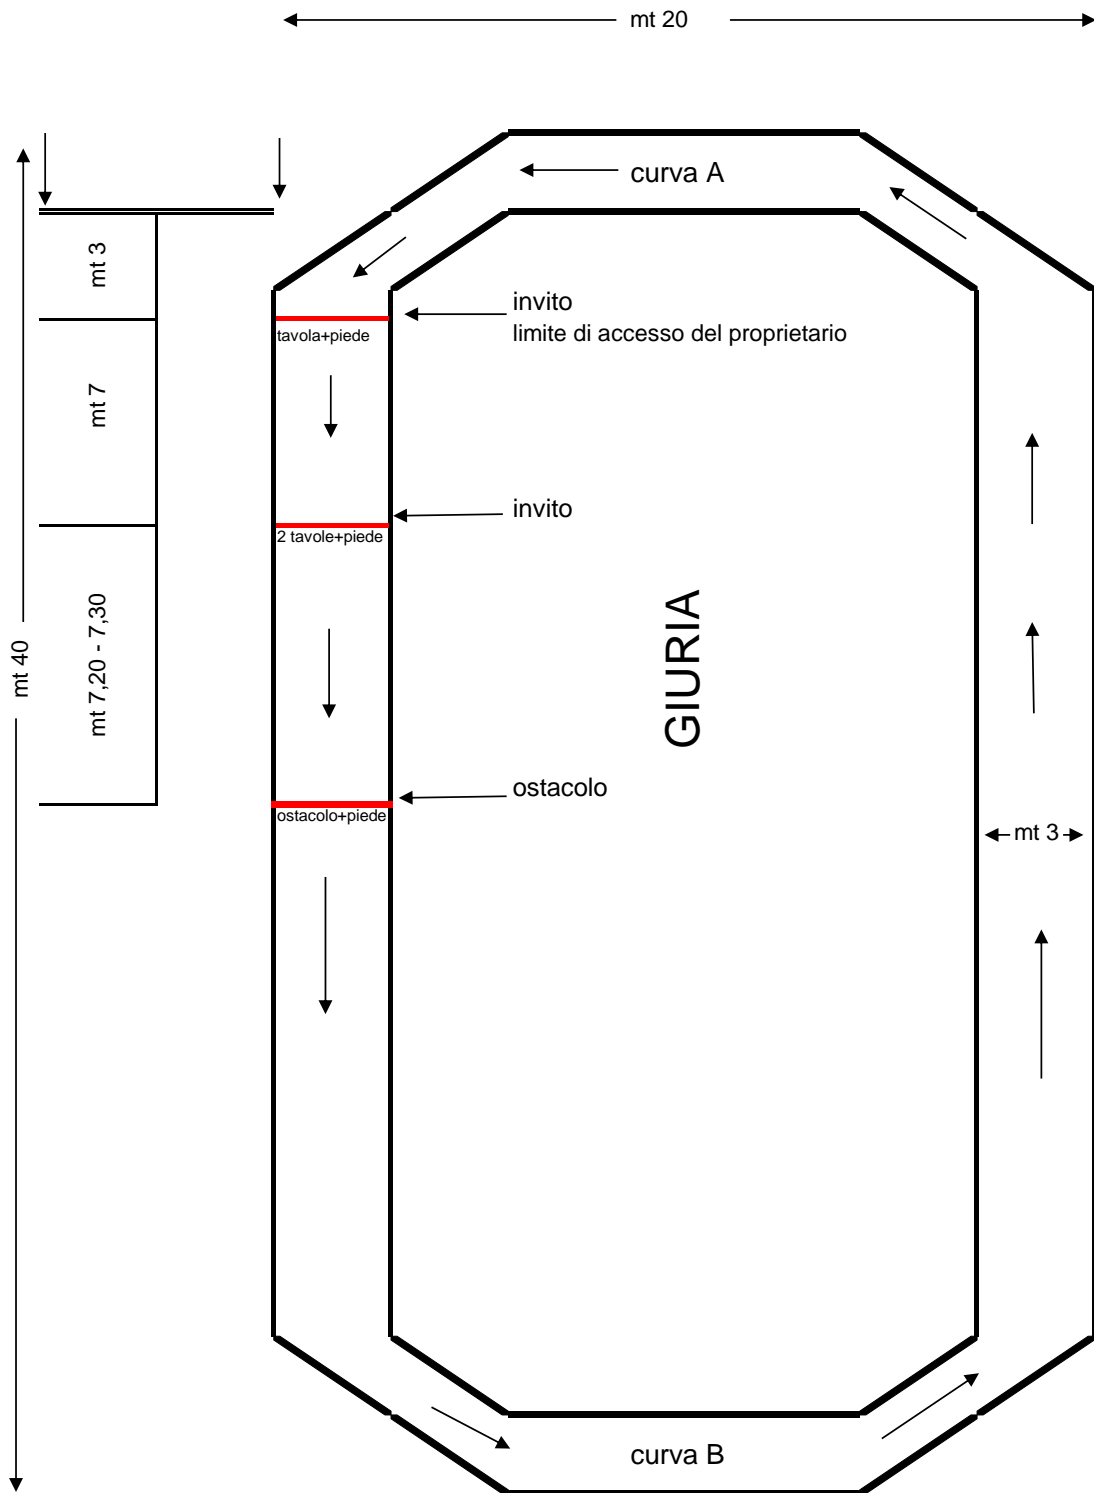 mt 20
curva A
mt 3
invito
limite di accesso del proprietario
tavola+piede
mt 7
invito
2 tavole+piede
mt 40
mt 7,20 - 7,30
GIURIA
ostacolo
ostacolo+piede
mt 3
curva B